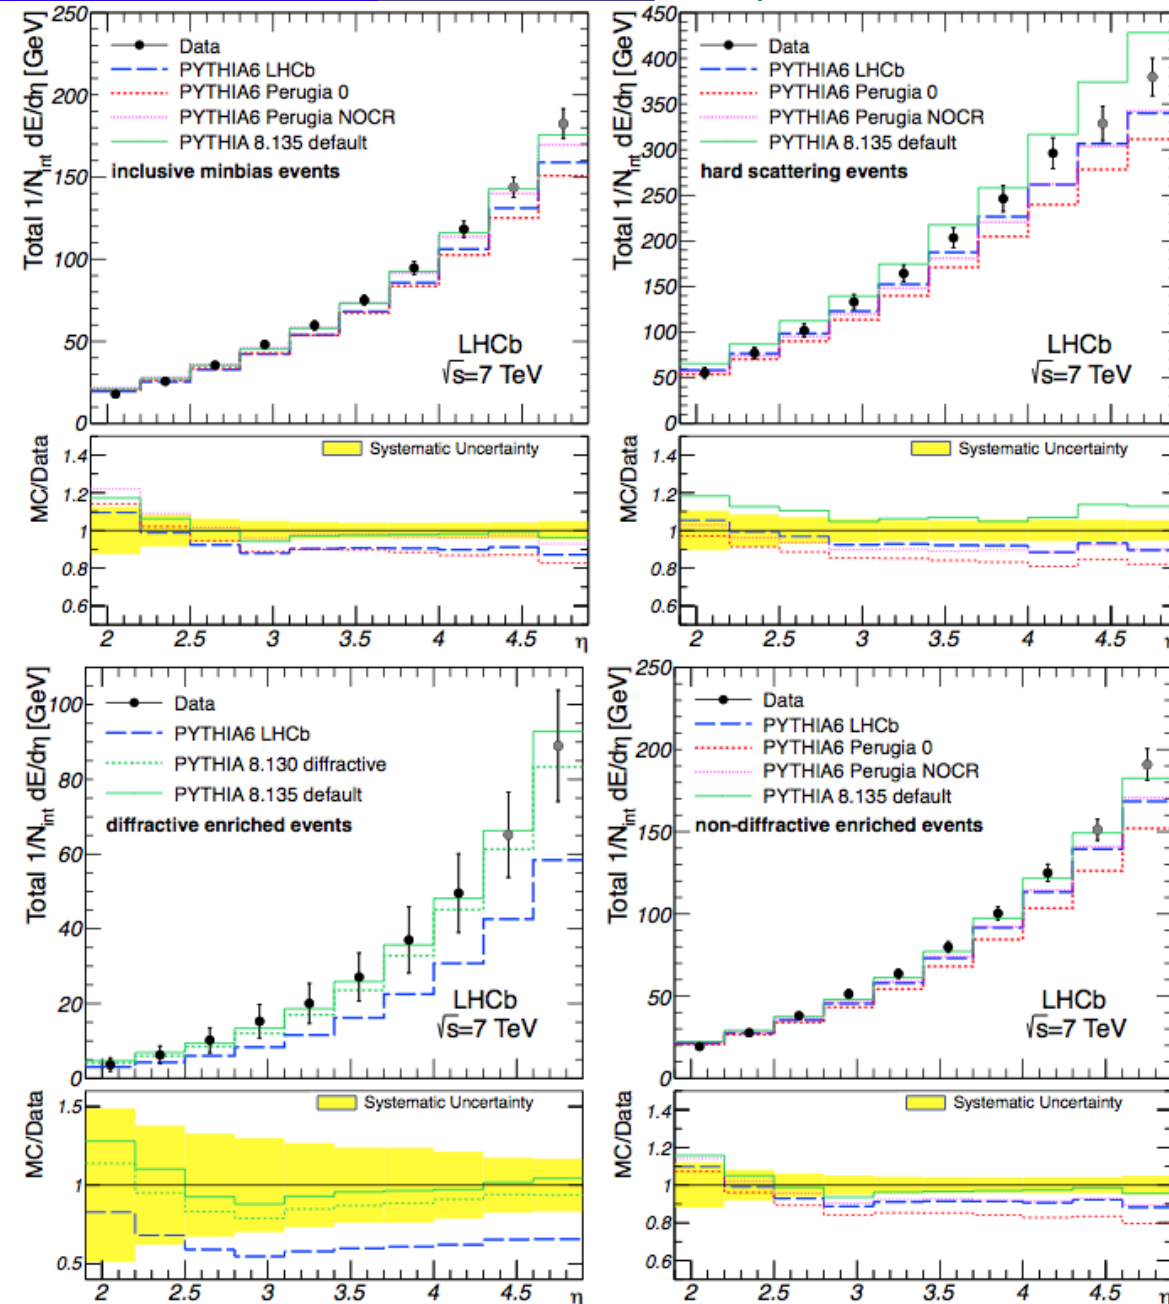 Total 1/N_int dE/dη [GeV]
250
200
150
100
50
0
Data
PYTHIA6 LHCb
PYTHIA6 Perugia 0
PYTHIA6 Perugia NOCR
PYTHIA 8.135 default
inclusive minbias events
LHCb
√s=7 TeV
MC/Data
1.4
1.2
1
0.8
0.6
Systematic Uncertainty
2 2.5 3 3.5 4 4.5 η
Total 1/N_int dE/dη [GeV]
450
400
350
300
250
200
150
100
50
0
Data
PYTHIA6 LHCb
PYTHIA6 Perugia 0
PYTHIA6 Perugia NOCR
PYTHIA 8.135 default
hard scattering events
LHCb
√s=7 TeV
MC/Data
1.4
1.2
1
0.8
0.6
Systematic Uncertainty
2 2.5 3 3.5 4 4.5 η
Total 1/N_int dE/dη [GeV]
100
80
60
40
20
0
Data
PYTHIA6 LHCb
PYTHIA 8.130 diffractive
PYTHIA 8.135 default
diffractive enriched events
LHCb
√s=7 TeV
MC/Data
1.5
1
0.5
Systematic Uncertainty
2 2.5 3 3.5 4 4.5 η
Total 1/N_int dE/dη [GeV]
250
200
150
100
50
0
Data
PYTHIA6 LHCb
PYTHIA6 Perugia 0
PYTHIA6 Perugia NOCR
PYTHIA 8.135 default
non-diffractive enriched events
LHCb
√s=7 TeV
MC/Data
1.4
1.2
1
0.8
0.6
Systematic Uncertainty
2 2.5 3 3.5 4 4.5 η